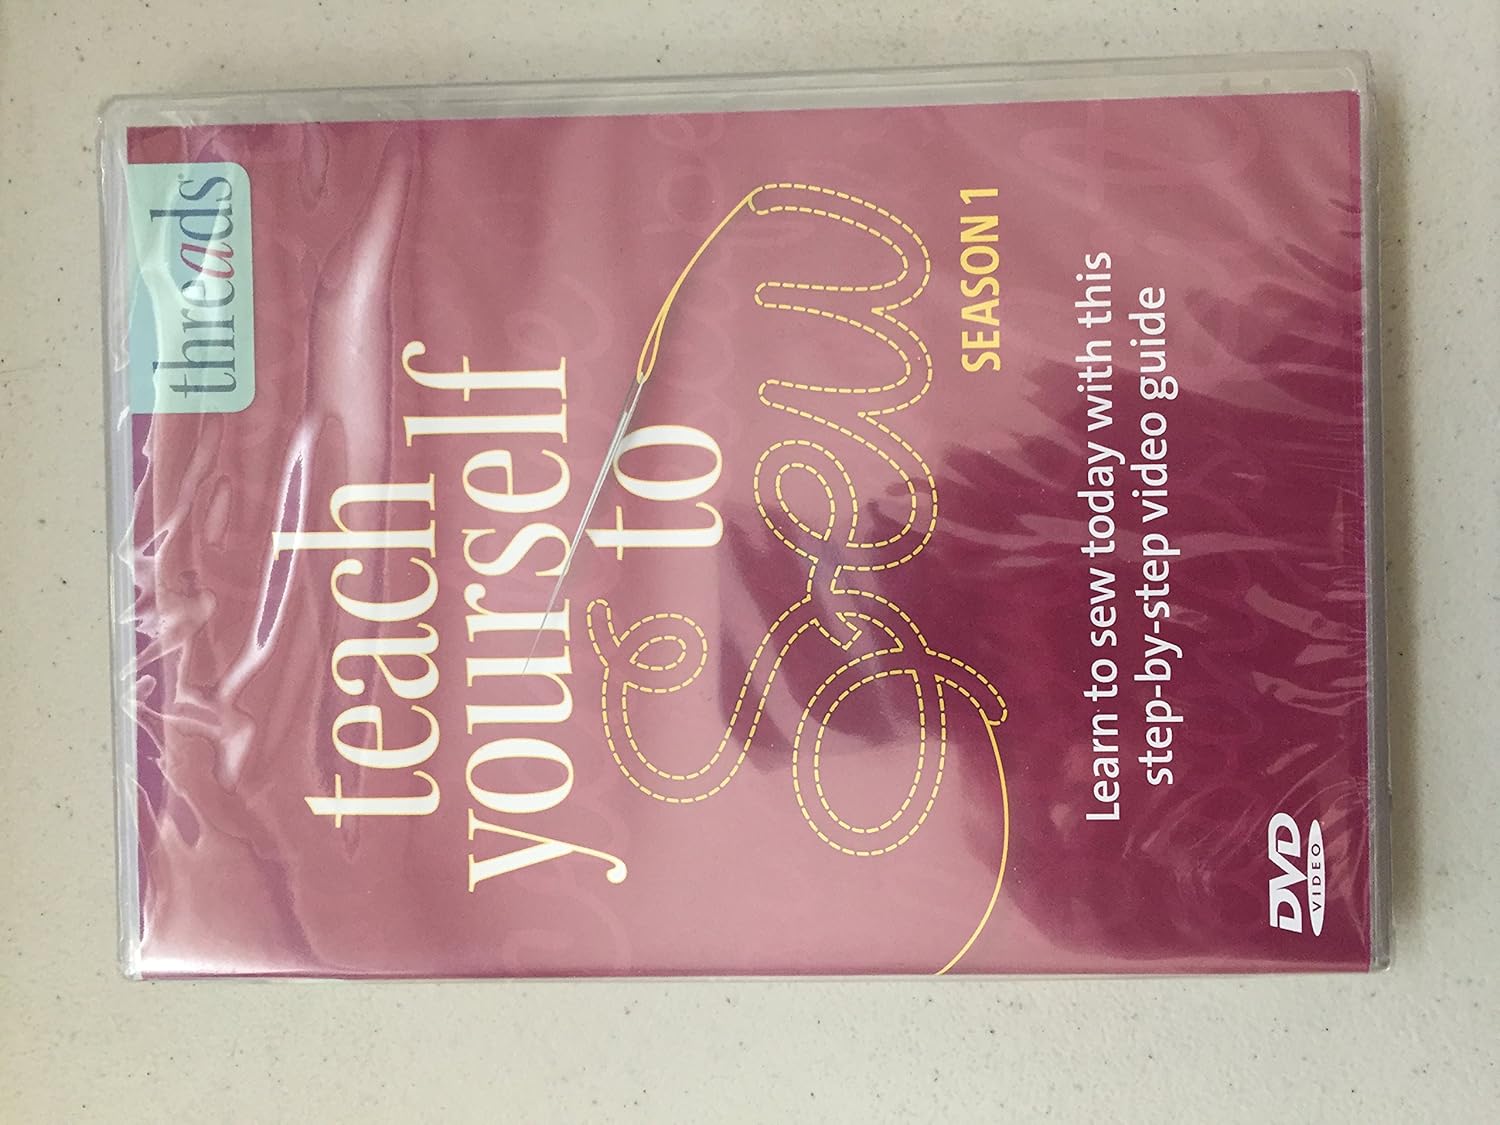 threads
teach
yourself
to
Sew
SEASON 1
Learn to sew today with this
step-by-step video guide
DVD
VIDEO